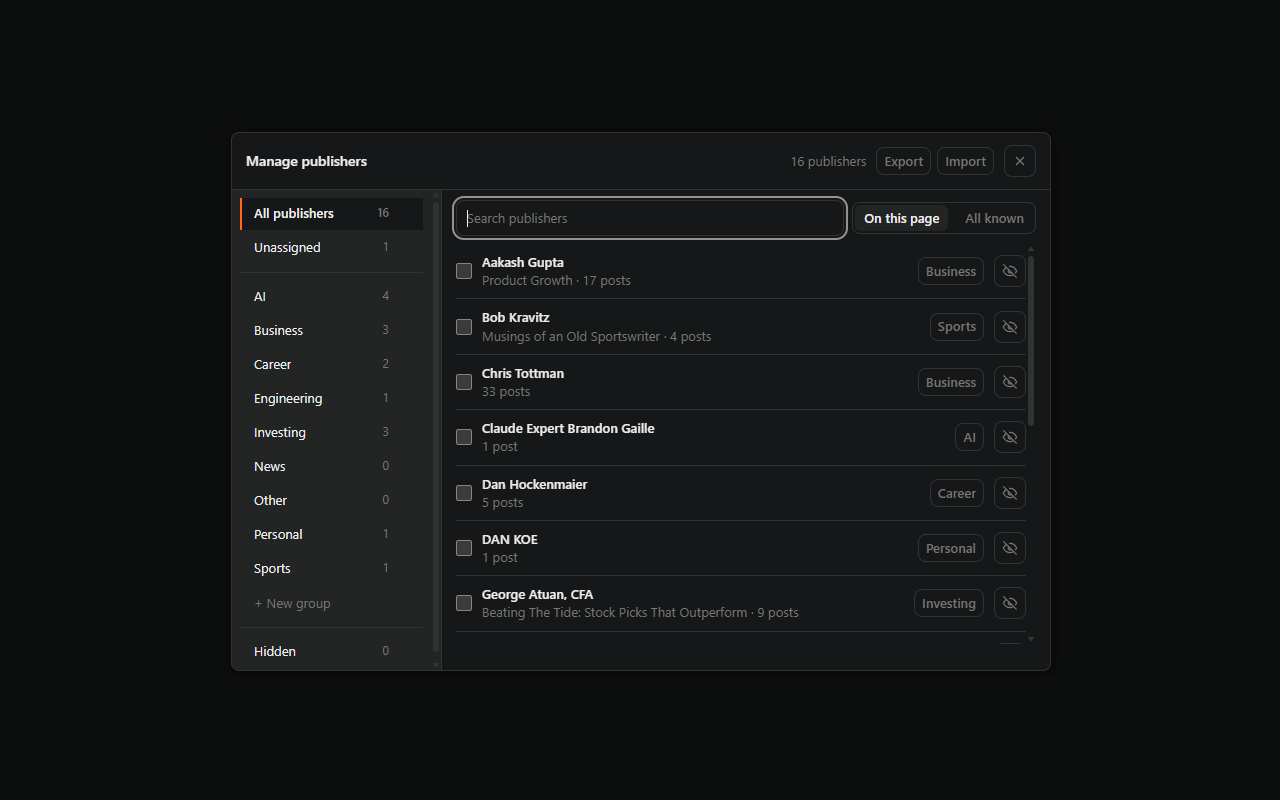 Manage publishers
16 publishers Export Import
All publishers 16
Unassigned 1
AI 4
Business 3
Career 2
Engineering 1
Investing 3
News 0
Other 0
Personal 1
Sports 1
+ New group
Hidden 0
Search publishers
On this page All known
Aakash Gupta
Product Growth · 17 posts
Business
Bob Kravitz
Musings of an Old Sportswriter · 4 posts
Sports
Chris Tottman
33 posts
Business
Claude Expert Brandon Gaille
1 post
AI
Dan Hockenmaier
5 posts
Career
DAN KOE
1 post
Personal
George Atuan, CFA
Beating The Tide: Stock Picks That Outperform · 9 posts
Investing